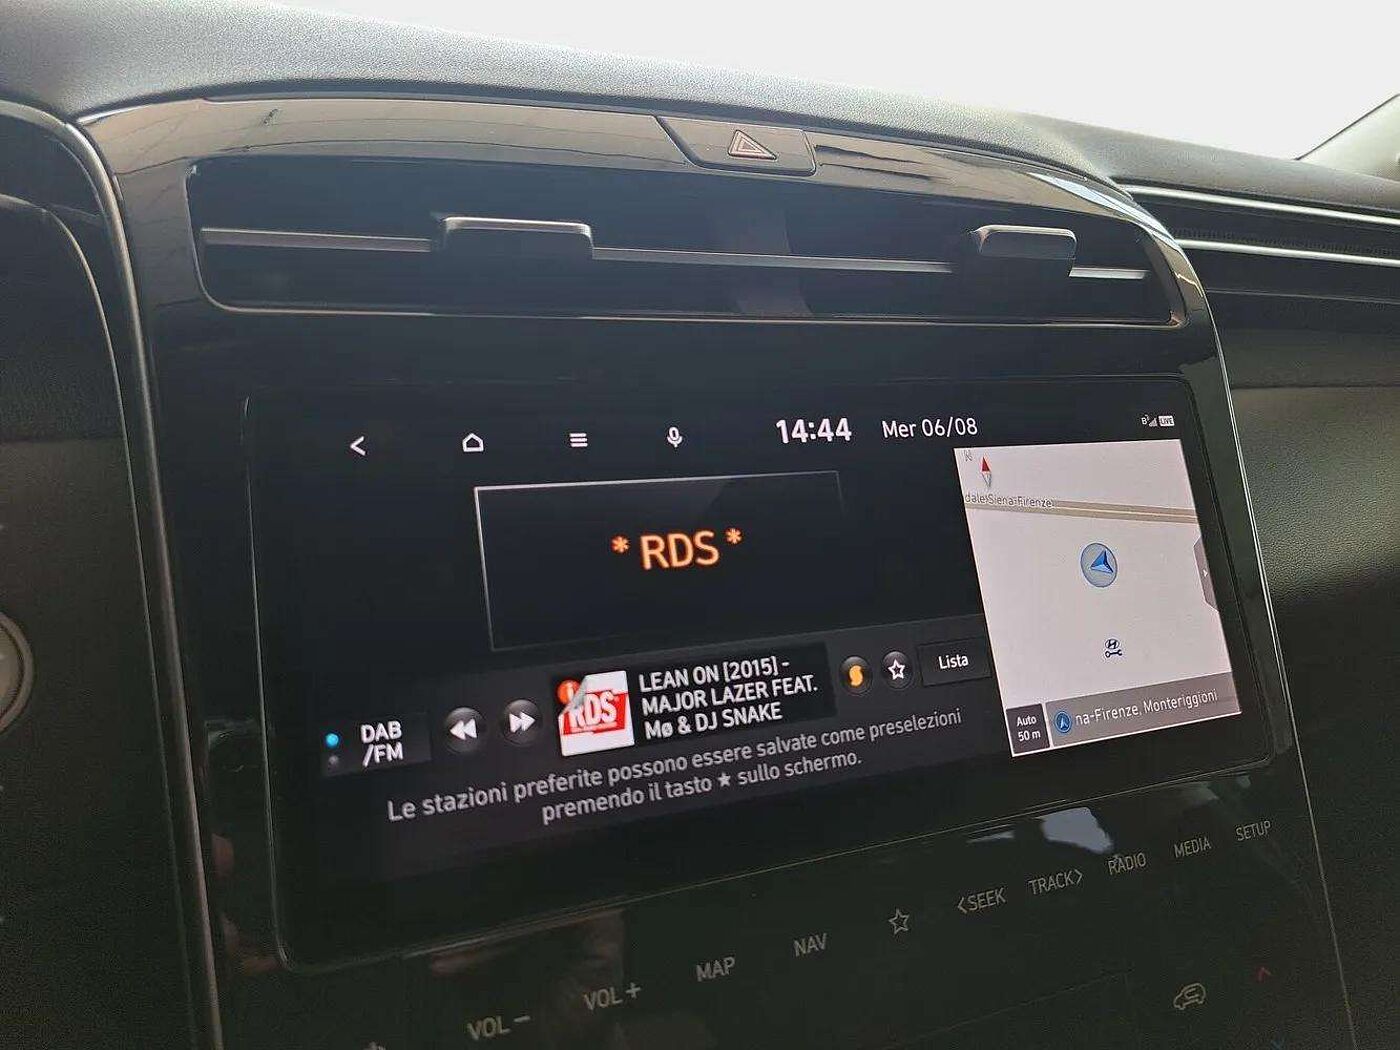 14:44 Mer 06/08
B LIVE
N
dale Siena-Firenze
* RDS *
DAB
/FM
RDS
LEAN ON [2015] -
MAJOR LAZER FEAT.
Mø & DJ SNAKE
Lista
Auto
50 m
na-Firenze, Monteriggioni
Le stazioni preferite possono essere salvate come preselezioni
premendo il tasto ★ sullo schermo.
VOL − VOL + MAP NAV ☆ <SEEK TRACK> RADIO MEDIA SETUP